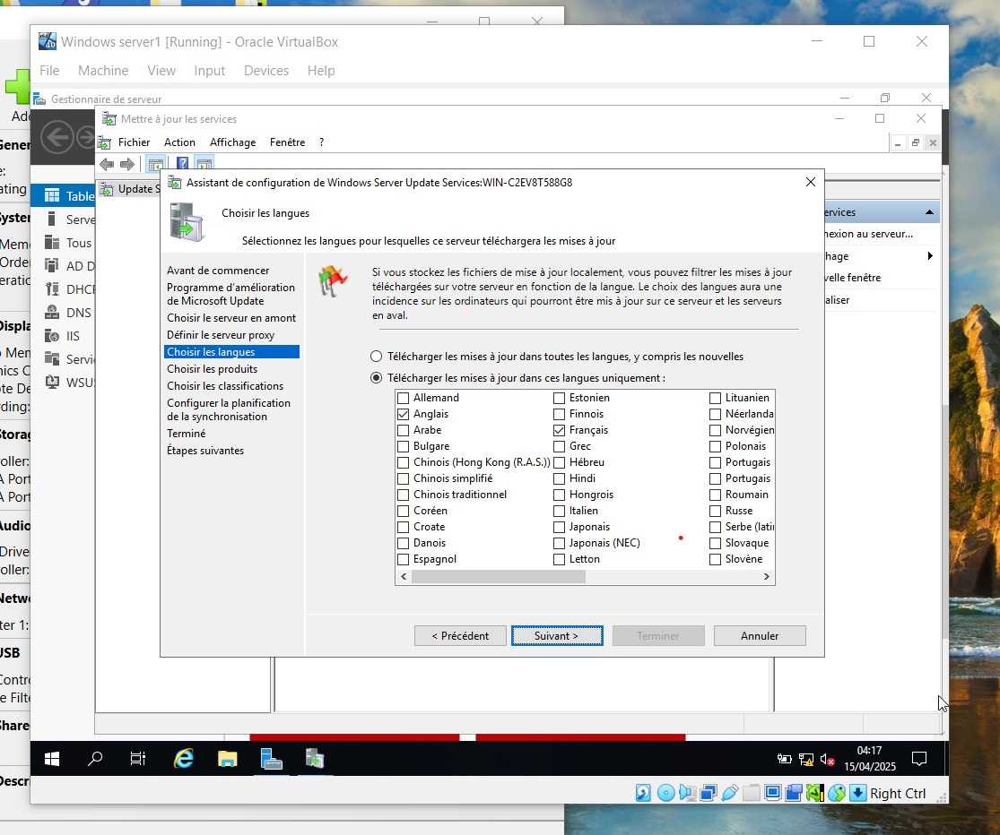 Windows server1 [Running] - Oracle VirtualBox
File Machine View Input Devices Help
Gestionnaire de serveur
Mettre à jour les services
Fichier Action Affichage Fenêtre ?
Update S
Assistant de configuration de Windows Server Update Services:WIN-C2EV8T588G8
Choisir les langues
Sélectionnez les langues pour lesquelles ce serveur téléchargera les mises à jour
Avant de commencer
Programme d'amélioration
de Microsoft Update
Choisir le serveur en amont
Définir le serveur proxy
Choisir les langues
Choisir les produits
Choisir les classifications
Configurer la planification
de la synchronisation
Terminé
Étapes suivantes
Si vous stockez les fichiers de mise à jour localement, vous pouvez filtrer les mises à jour
téléchargées sur votre serveur en fonction de la langue. Le choix des langues aura une
incidence sur les ordinateurs qui pourront être mis à jour sur ce serveur et les serveurs
en aval.
Télécharger les mises à jour dans toutes les langues, y compris les nouvelles
Télécharger les mises à jour dans ces langues uniquement :
Allemand Estonien Lituanien
Anglais Finnois Néerlanda
Arabe Français Norvégien
Bulgare Grec Polonais
Chinois (Hong Kong (R.A.S.)) Hébreu Portugais
Chinois simplifié Hindi Portugais
Chinois traditionnel Hongrois Roumain
Coréen Italien Russe
Croate Japonais Serbe (latin
Danois Japonais (NEC) Slovaque
Espagnol Letton Slovène
< Précédent Suivant > Terminer Annuler
ervices
nexion au serveur...
hage
velle fenêtre
aliser
Table
Serve
Tous
AD D
DHCP
DNS
IIS
Servic
WSUS
Add
Gener
e:
ating
Syster
Memo
Order
eration
Displa
o Mem
nics C
ote De
rding:
Storag
roller:
A Port
A Port
Audio
Drive
roller:
Netw
ter 1:
USB
Contro
e Filte
Share
Descri
04:17
15/04/2025
Right Ctrl